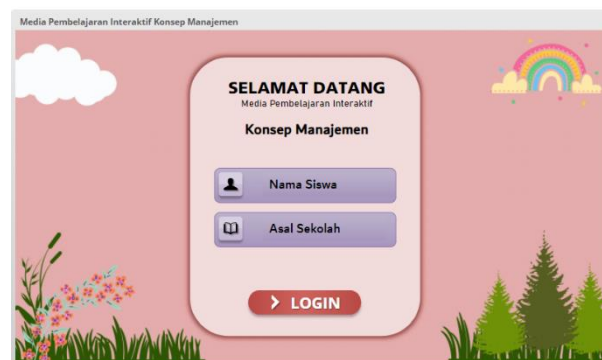 Media Pembelajaran Interaktif Konsep Manajemen
SELAMAT DATANG
Media Pembelajaran Interaktif
Konsep Manajemen
Nama Siswa
Asal Sekolah
LOGIN